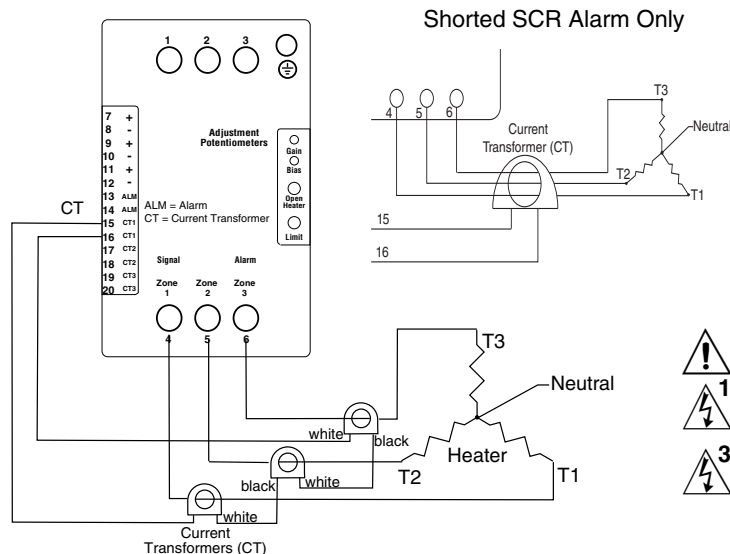 Shorted SCR Alarm Only
1 2 3
7 +
8 -
9 +
10 -
11 +
12 -
13 ALM
14 ALM
15 CT1
16 CT1
17 CT2
18 CT2
19 CT3
20 CT3
CT
ALM = Alarm
CT = Current Transformer
Adjustment
Potentiometers
Gain
Bias
Open
Heater
Limit
Signal
Alarm
Zone
1
Zone
2
Zone
3
4 5 6
4 5 6
Current
Transformer (CT)
T3
Neutral
T2
T1
15
16
T3
Neutral
T2
Heater
T1
white
black
black
white
white
Current
Transformers (CT)
!
1
3